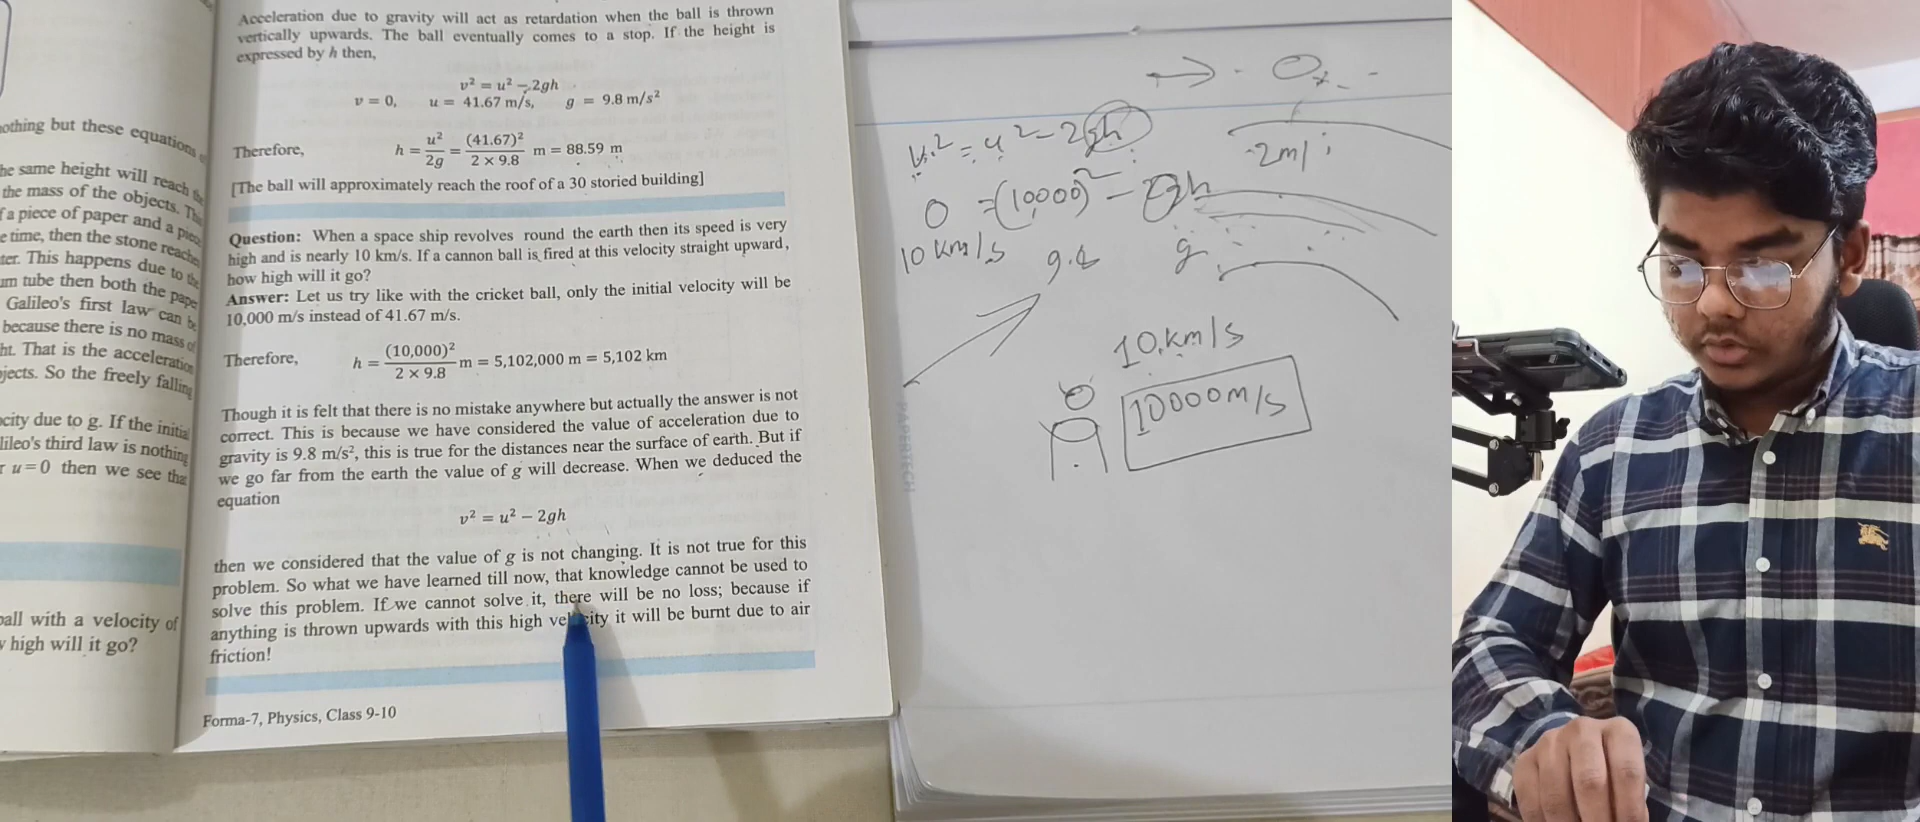 othing but these equations
he same height will reach
the mass of the objects.
f a piece of paper and a
e time, then the stone
ter. This happens due to
um tube then both the
Galileo's first law can
because there is no mass
ht. That is the acceleration
jects. So the freely falling
ocity due to g. If the initial
lileo's third law is nothing
r u=0 then we see that
ball with a velocity of
high will it go?
Acceleration due to gravity will act as retardation when the ball is thrown
vertically upwards. The ball eventually comes to a stop. If the height is
expressed by h then,
v² = u² – 2gh
v = 0, u = 41.67 m/s, g = 9.8 m/s²
Therefore, h = u²/2g = (41.67)²/2 × 9.8 m = 88.59 m
[The ball will approximately reach the roof of a 30 storied building]
Question: When a space ship revolves round the earth then its speed is very
high and is nearly 10 km/s. If a cannon ball is fired at this velocity straight upward,
how high will it go?
Answer: Let us try like with the cricket ball, only the initial velocity will be
10,000 m/s instead of 41.67 m/s.
Therefore, h = (10,000)²/2 × 9.8 m = 5,102,000 m = 5,102 km
Though it is felt that there is no mistake anywhere but actually the answer is not
correct. This is because we have considered the value of acceleration due to
gravity is 9.8 m/s², this is true for the distances near the surface of earth. But if
we go far from the earth the value of g will decrease. When we deduced the
equation
v² = u² – 2gh
then we considered that the value of g is not changing. It is not true for this
problem. So what we have learned till now, that knowledge cannot be used to
solve this problem. If we cannot solve it, there will be no loss; because if
anything is thrown upwards with this high velocity it will be burnt due to air
friction!
Forma-7, Physics, Class 9-10
v² = u² – 2gh
0 = (10000)² – 2gh
10 km/s 9.8 g
10 km/s
10000m/s
PAPERTECH